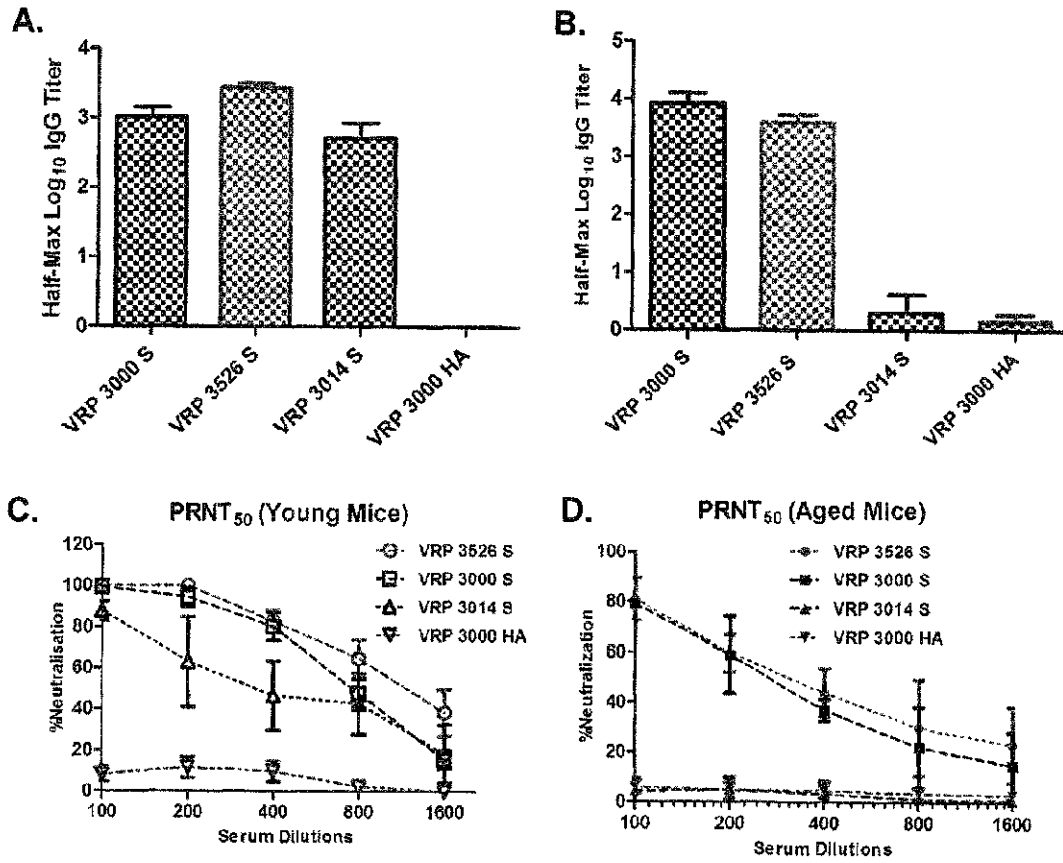 A.
Half-Max Log10 IgG Titer
4
3
2
1
0
VRP 3000 S
VRP 3526 S
VRP 3014 S
VRP 3000 HA
B.
Half-Max Log10 IgG Titer
5
4
3
2
1
0
VRP 3000 S
VRP 3526 S
VRP 3014 S
VRP 3000 HA
C.
PRNT50 (Young Mice)
%Neutralisation
120
100
80
60
40
20
0
100 200 400 800 1600
Serum Dilutions
VRP 3526 S
VRP 3000 S
VRP 3014 S
VRP 3000 HA
D.
PRNT50 (Aged Mice)
%Neutralization
100
80
60
40
20
0
100 200 400 800 1600
Serum Dilutions
VRP 3526 S
VRP 3000 S
VRP 3014 S
VRP 3000 HA